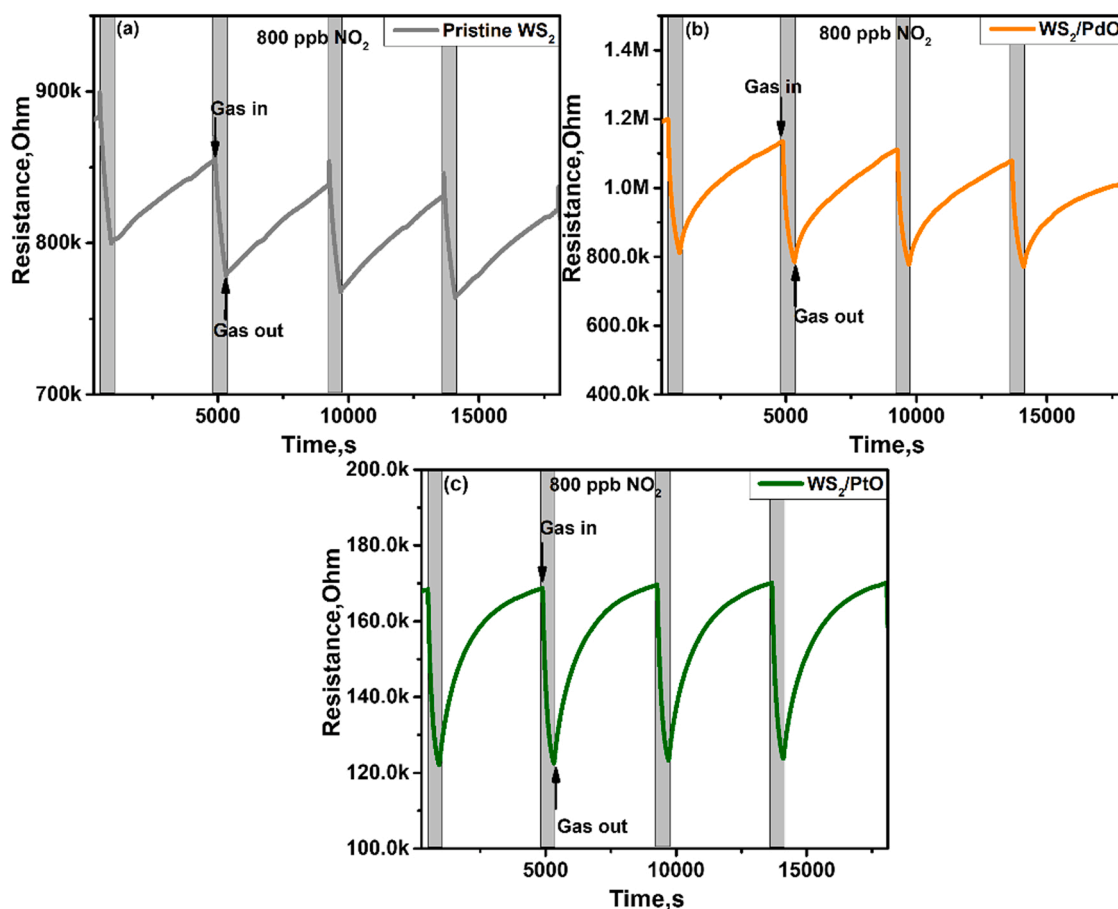 (a)
800 ppb NO₂
Pristine WS₂
Gas in
Gas out
900k
800k
700k
Resistance,Ohm
5000
10000
15000
Time,s
(b)
800 ppb NO₂
WS₂/PdO
Gas in
Gas out
1.4M
1.2M
1.0M
800.0k
600.0k
400.0k
Resistance,Ohm
5000
10000
15000
Time,s
(c)
800 ppb NO₂
WS₂/PtO
Gas in
Gas out
200.0k
180.0k
160.0k
140.0k
120.0k
100.0k
Resistance,Ohm
5000
10000
15000
Time,s